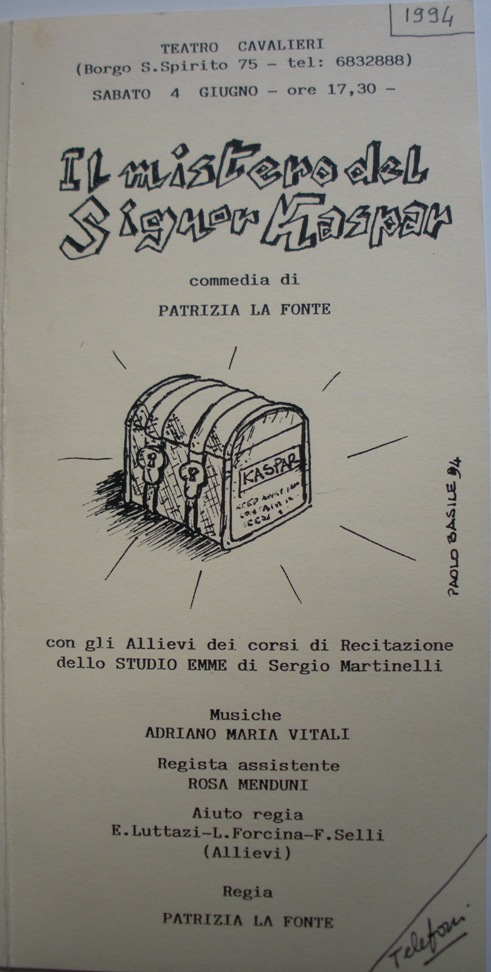 1994
TEATRO CAVALIERI
(Borgo S.Spirito 75 - tel: 6832888)
SABATO 4 GIUGNO - ore 17,30 -
Il mistero del
Signor Kaspar
commedia di
PATRIZIA LA FONTE
KASPAR
KEEP AWAY
PAOLO BASILE 94
con gli Allievi dei corsi di Recitazione
dello STUDIO EMME di Sergio Martinelli
Musiche
ADRIANO MARIA VITALI
Regista assistente
ROSA MENDUNI
Aiuto regia
E.Luttazi-L.Forcina-F.Selli
(Allievi)
Regia
PATRIZIA LA FONTE
Telefoni